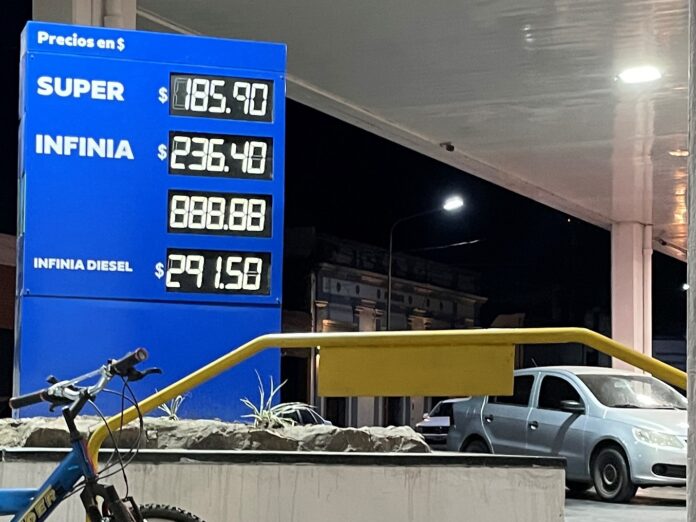 Precios en $
SUPER $ 185.90
INFINIA $ 236.40
888.88
INFINIA DIESEL $ 291.50